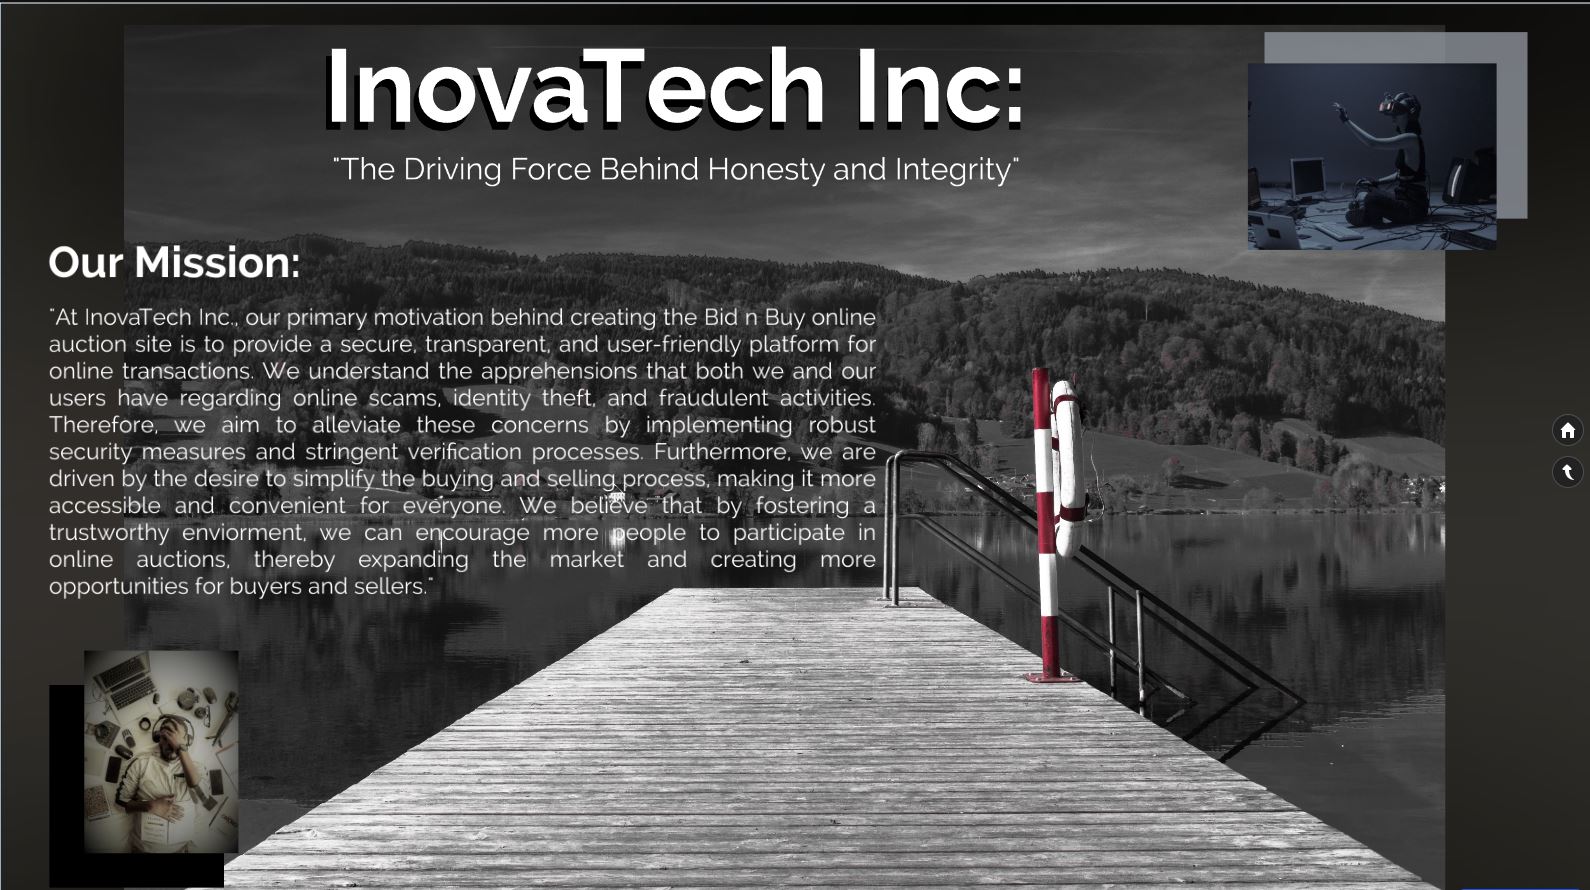 InovaTech Inc:
"The Driving Force Behind Honesty and Integrity"
Our Mission:
"At InovaTech Inc., our primary motivation behind creating the Bid n Buy online
auction site is to provide a secure, transparent, and user-friendly platform for
online transactions. We understand the apprehensions that both we and our
users have regarding online scams, identity theft, and fraudulent activities.
Therefore, we aim to alleviate these concerns by implementing robust
security measures and stringent verification processes. Furthermore, we are
driven by the desire to simplify the buying and selling process, making it more
accessible and convenient for everyone. We believe that by fostering a
trustworthy enviorment, we can encourage more people to participate in
online auctions, thereby expanding the market and creating more
opportunities for buyers and sellers."